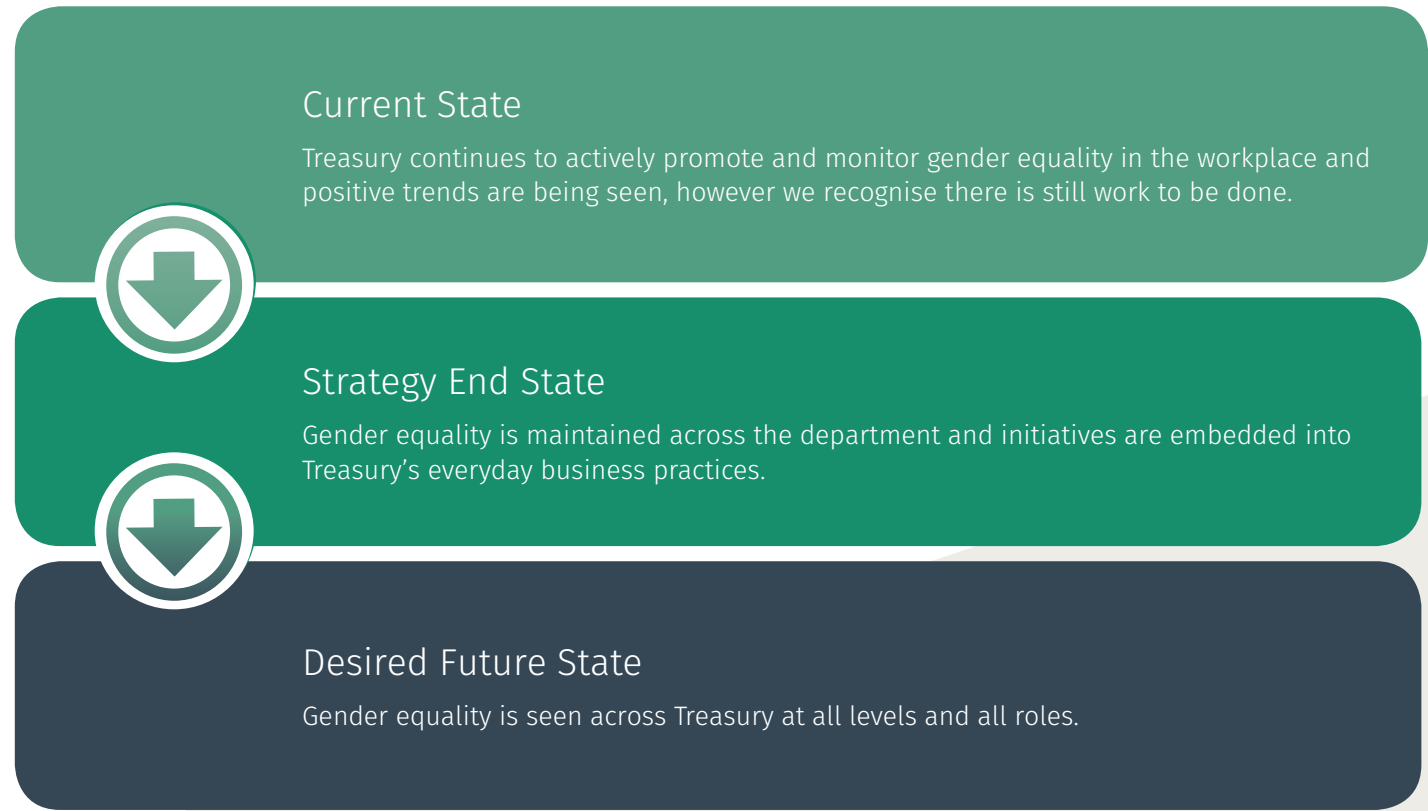 Current State
Treasury continues to actively promote and monitor gender equality in the workplace and
positive trends are being seen, however we recognise there is still work to be done.
Strategy End State
Gender equality is maintained across the department and initiatives are embedded into
Treasury’s everyday business practices.
Desired Future State
Gender equality is seen across Treasury at all levels and all roles.